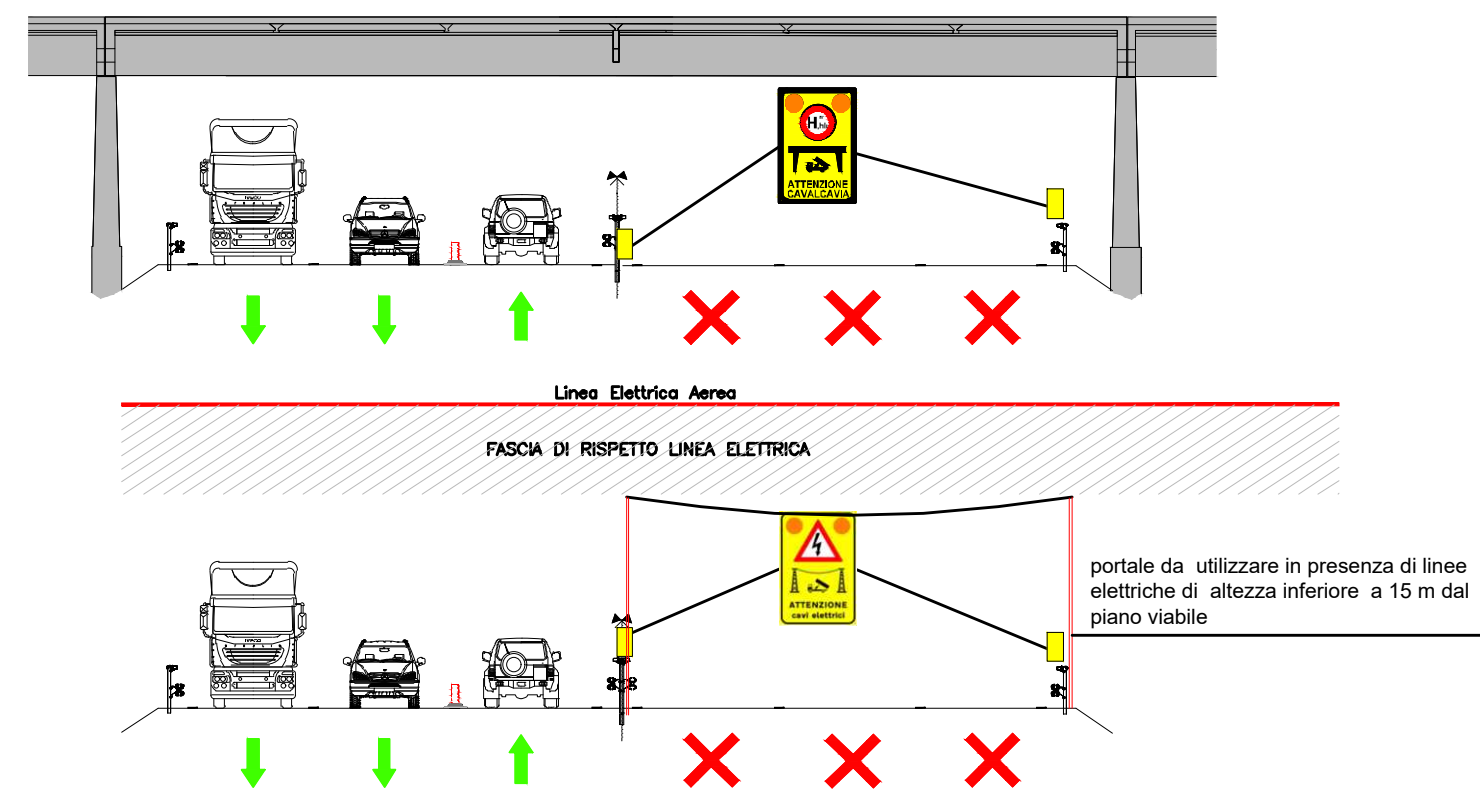 ATTENZIONE
CAVALCAVIA
Linea Elettrica Aerea
FASCIA DI RISPETTO LINEA ELETTRICA
ATTENZIONE
cavi elettrici
portale da utilizzare in presenza di linee
elettriche di altezza inferiore a 15 m dal
piano viabile